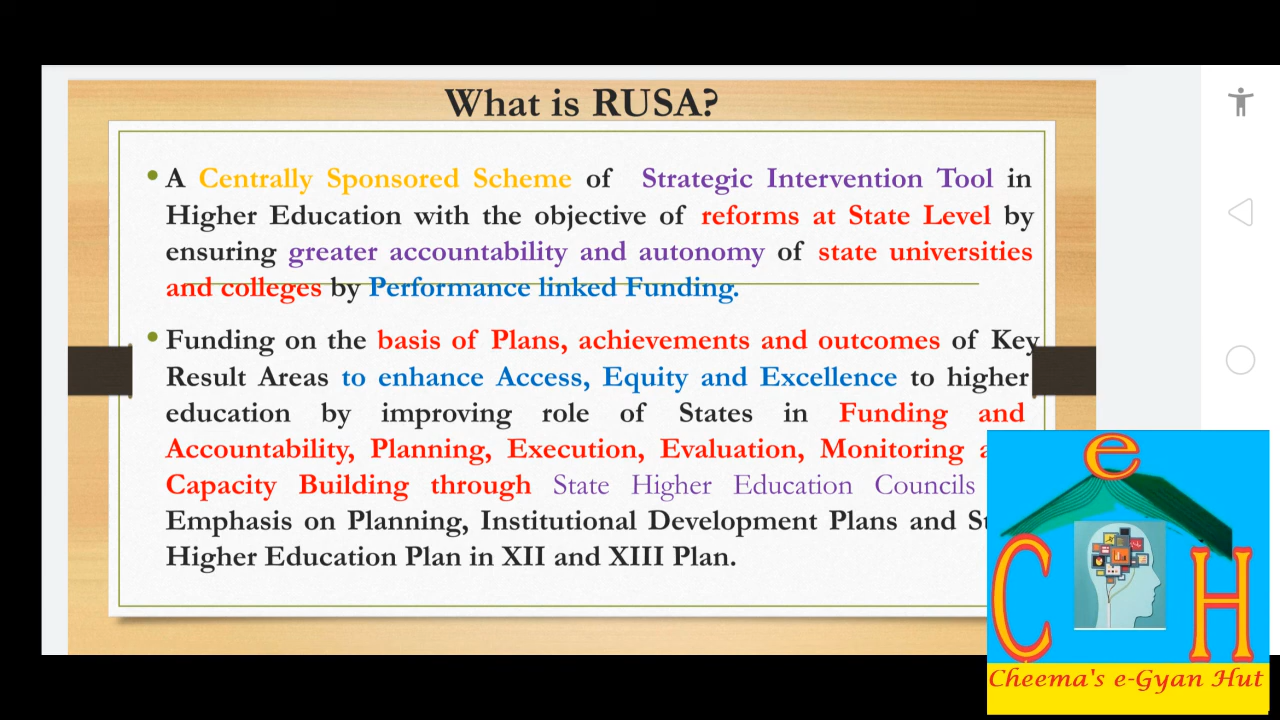 What is RUSA?
• A Centrally Sponsored Scheme of Strategic Intervention Tool in
Higher Education with the objective of reforms at State Level by
ensuring greater accountability and autonomy of state universities
and colleges by Performance linked Funding.
• Funding on the basis of Plans, achievements and outcomes of Key
Result Areas to enhance Access, Equity and Excellence to higher
education by improving role of States in Funding and
Accountability, Planning, Execution, Evaluation, Monitoring
Capacity Building through State Higher Education Councils
Emphasis on Planning, Institutional Development Plans and
Higher Education Plan in XII and XIII Plan.
e
C H
Cheema's e-Gyan Hut